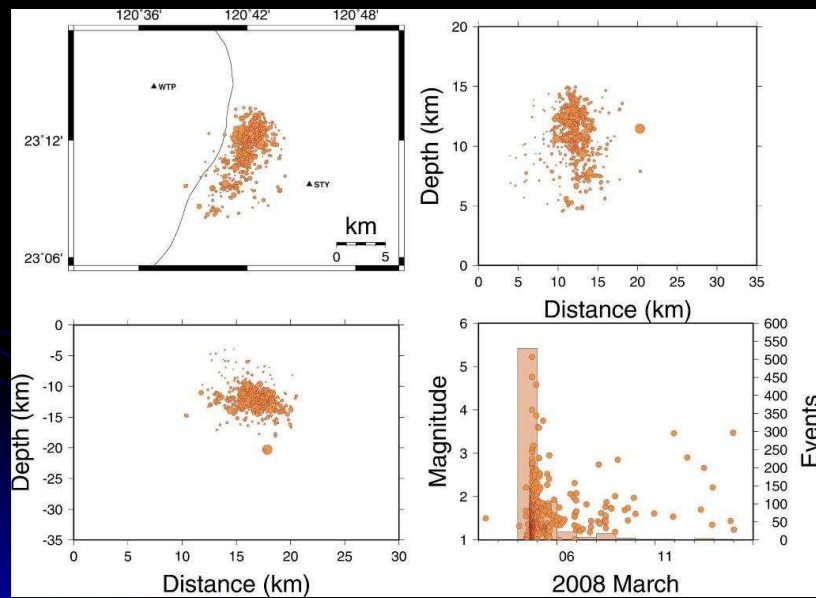 120°36' 120°42' 120°48'
WTP
23°12'
STY
km
0 5
23°06'
20
15
10
5
0
Depth (km)
0 5 10 15 20 25 30 35
Distance (km)
0
-5
-10
-15
-20
-25
-30
-35
Depth (km)
0 5 10 15 20 25 30
Distance (km)
6
5
4
3
2
1
Magnitude
600
550
500
450
400
350
300
250
200
150
100
50
0
Events
06 11
2008 March